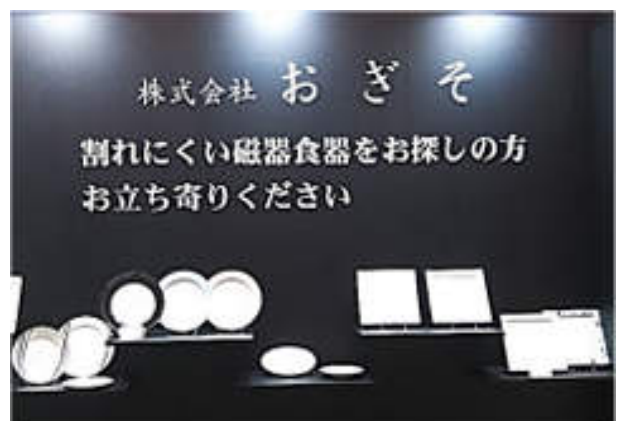 株式会社 おぎそ
割れにくい磁器食器をお探しの方
お立ち寄りください